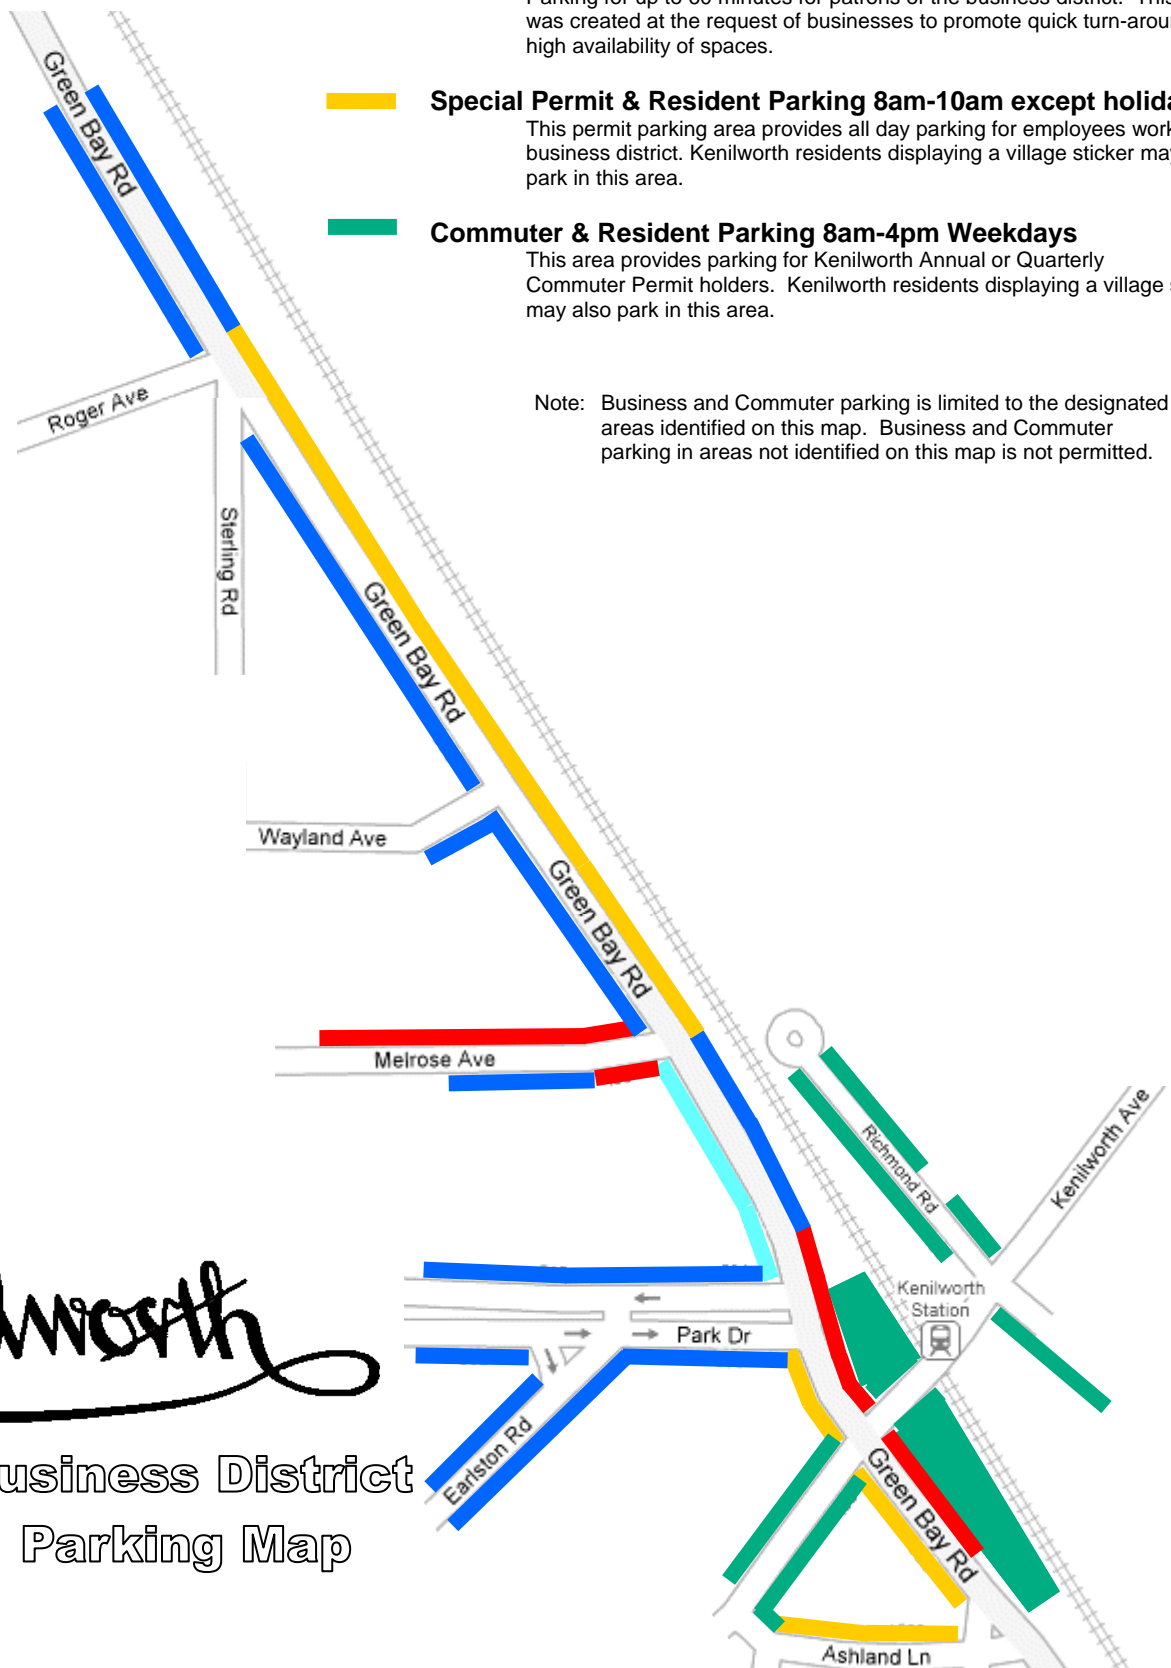 was created at the request of businesses to promote quick turn-arou
high availability of spaces.
Special Permit & Resident Parking 8am-10am except holida
This permit parking area provides all day parking for employees work
business district. Kenilworth residents displaying a village sticker may
park in this area.
Commuter & Resident Parking 8am-4pm Weekdays
This area provides parking for Kenilworth Annual or Quarterly
Commuter Permit holders. Kenilworth residents displaying a village s
may also park in this area.
Note: Business and Commuter parking is limited to the designated
areas identified on this map. Business and Commuter
parking in areas not identified on this map is not permitted.
Green Bay Rd
Roger Ave
Sterling Rd
Green Bay Rd
Wayland Ave
Green Bay Rd
Melrose Ave
Richmond Rd
Kenilworth Ave
Kenilworth
Station
Park Dr
Earlston Rd
Green Bay Rd
Ashland Ln
lworth
usiness District
Parking Map